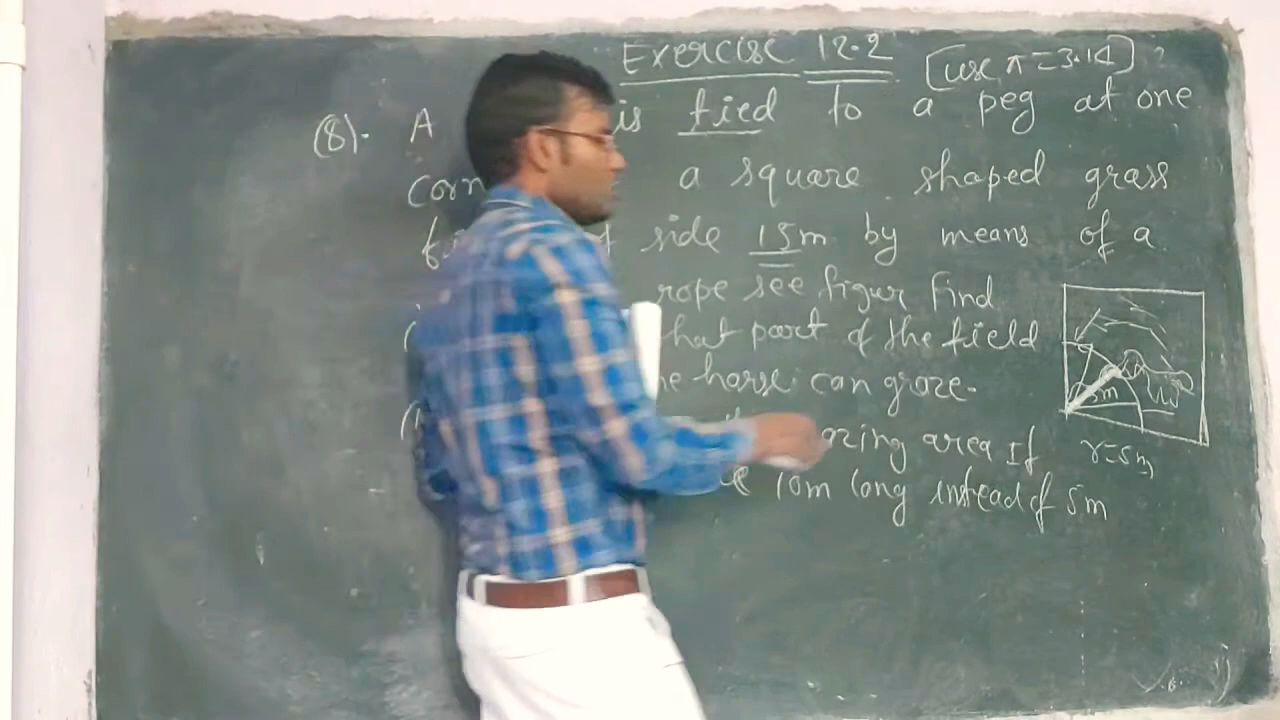 Exercise 12.2 [use π = 3.14]
(8). A is tied to a peg at one
corn a square shaped grass
side 15m by means of a
rope see figur find
hat part of the field
he horse can graze.
azing area If
10m long instead of 5m
5m
r=5m